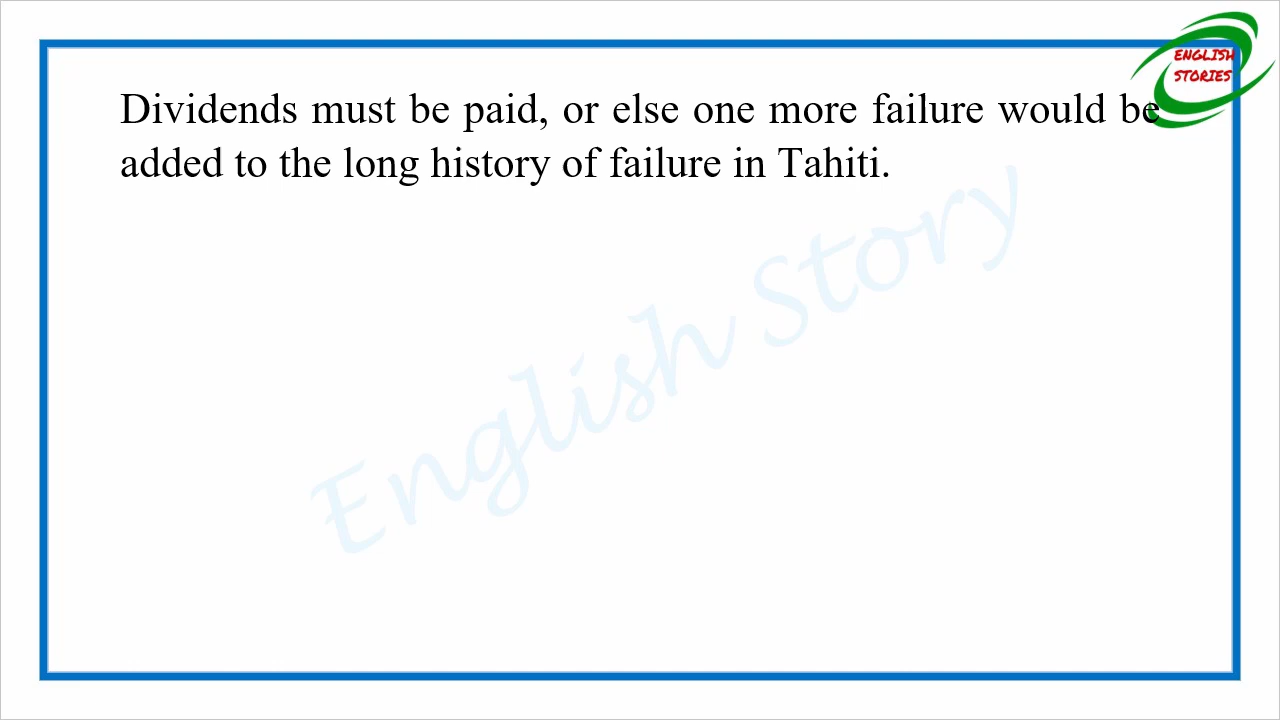 ENGLISH
STORIES
Dividends must be paid, or else one more failure would be
added to the long history of failure in Tahiti.
English Story